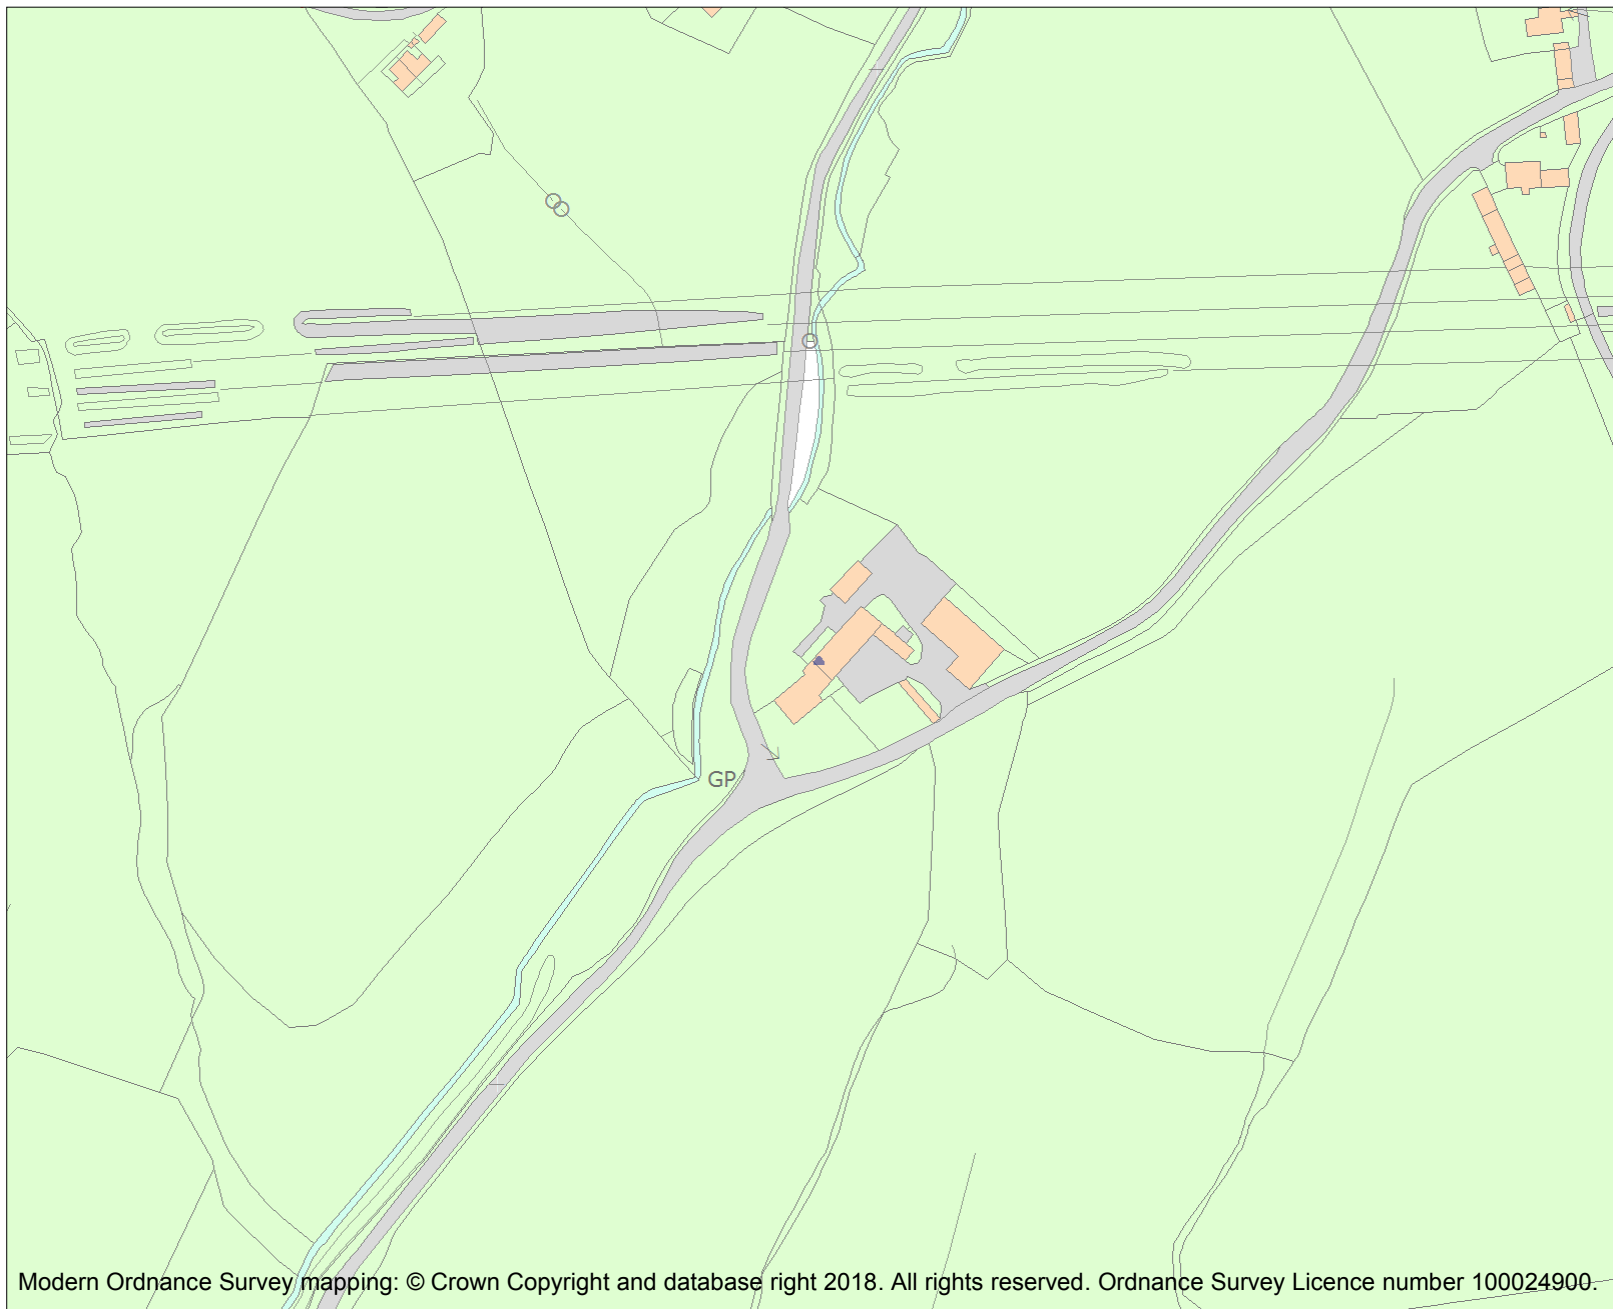 GP
Modern Ordnance Survey mapping: © Crown Copyright and database right 2018. All rights reserved. Ordnance Survey Licence number 100024900.